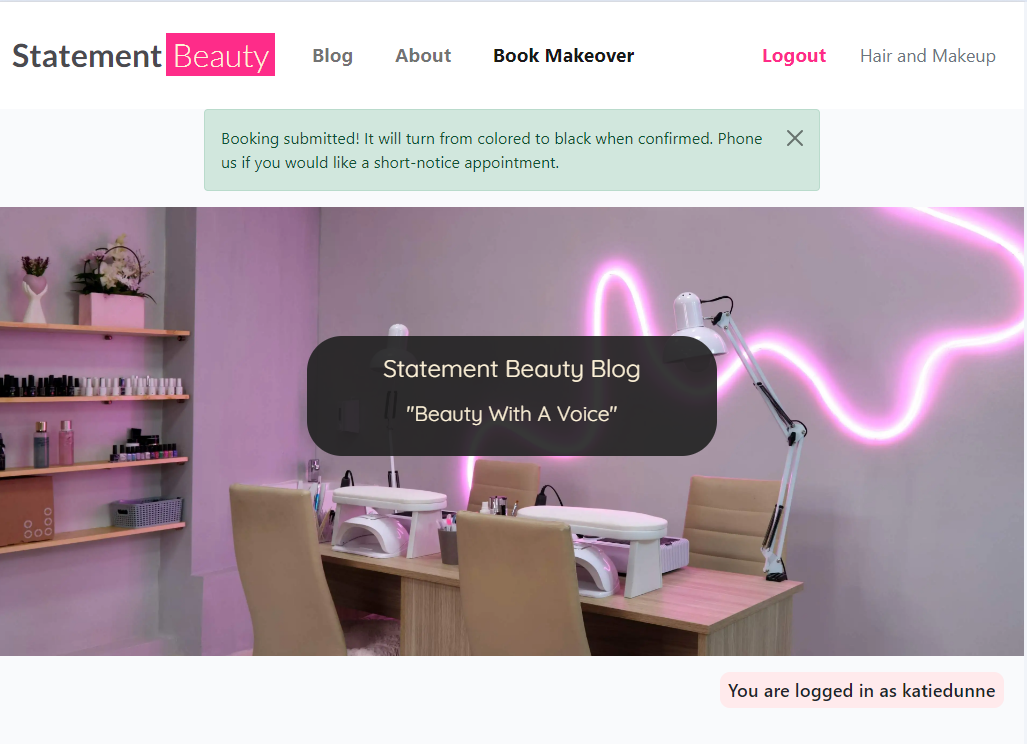 Statement Beauty Blog About Book Makeover Logout Hair and Makeup
Booking submitted! It will turn from colored to black when confirmed. Phone
us if you would like a short-notice appointment.
Statement Beauty Blog
"Beauty With A Voice"
You are logged in as katiedunne